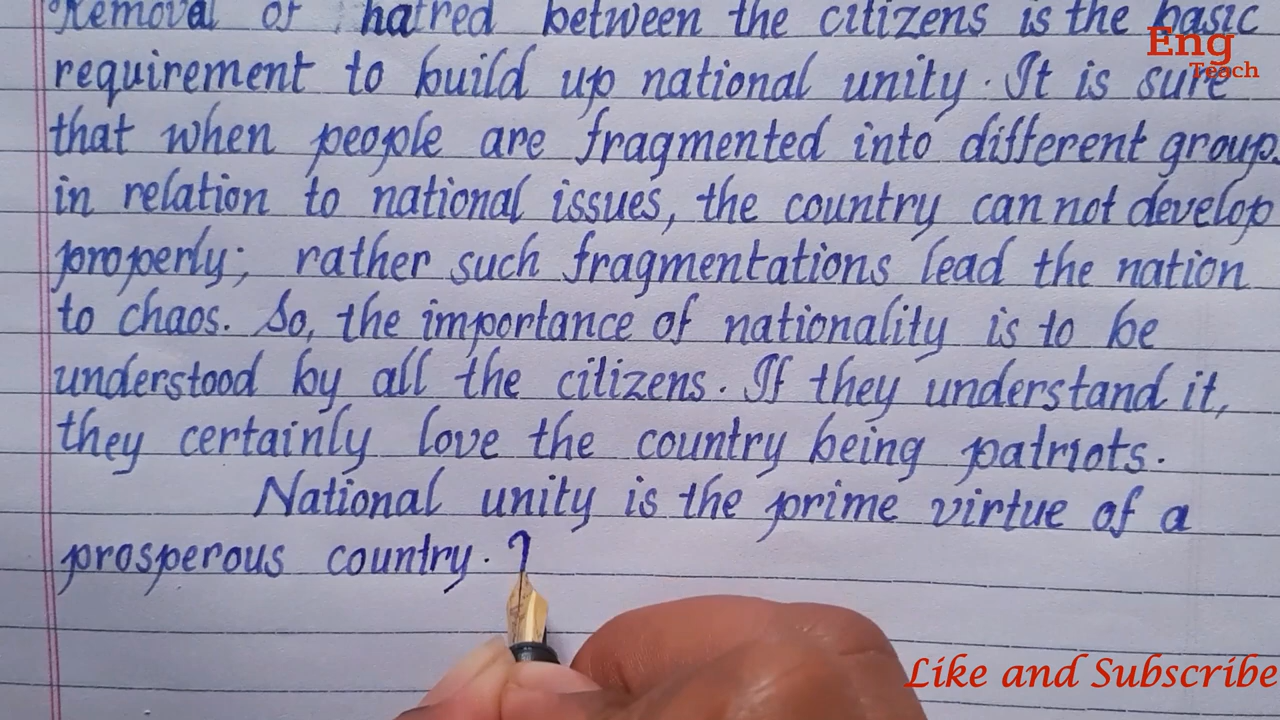 Removal of hatred between the citizens is the basic
Eng
Teach
requirement to build up national unity. It is sure
that when people are fragmented into different group
in relation to national issues, the country can not develop
properly; rather such fragmentations lead the nation
to chaos. So, the importance of nationality is to be
understood by all the citizens. If they understand it,
they certainly love the country being patriots.
National unity is the prime virtue of a
prosperous country.
Like and Subscribe